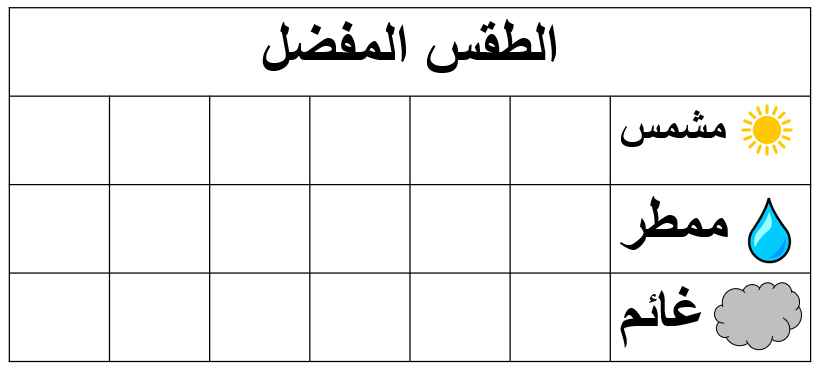 الطقس المفضل
مشمس
ممطر
غائم